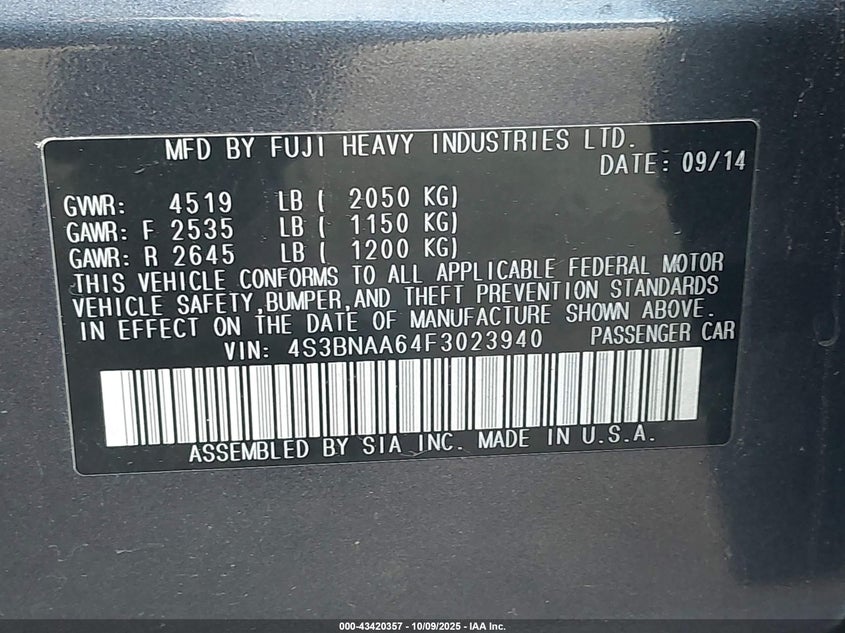 MFD BY FUJI HEAVY INDUSTRIES LTD.
DATE: 09/14
GVWR: 4519 LB ( 2050 KG)
GAWR: F 2535 LB ( 1150 KG)
GAWR: R 2645 LB ( 1200 KG)
THIS VEHICLE CONFORMS TO ALL APPLICABLE FEDERAL MOTOR
VEHICLE SAFETY,BUMPER,AND THEFT PREVENTION STANDARDS
IN EFFECT ON THE DATE OF MANUFACTURE SHOWN ABOVE.
VIN: 4S3BNAA64F3023940 PASSENGER CAR
ASSEMBLED BY SIA INC. MADE IN U.S.A.
000-43420357 - 10/09/2025 - IAA Inc.